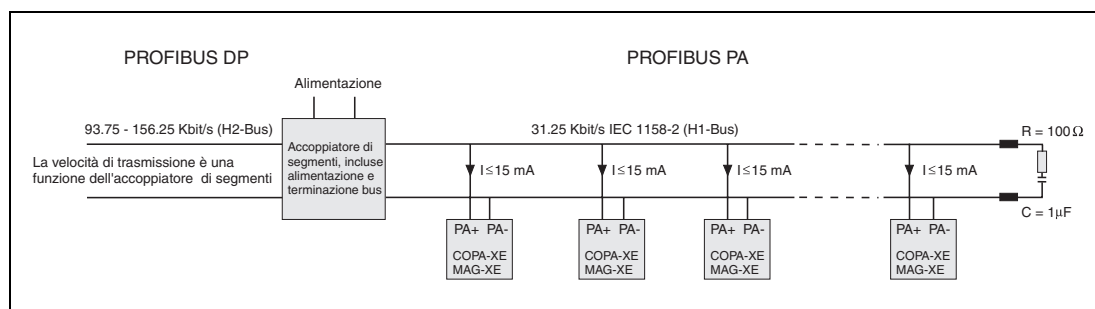 PROFIBUS DP
PROFIBUS PA
Alimentazione
93.75 - 156.25 Kbit/s (H2-Bus)
La velocità di trasmissione è una
funzione dell'accoppiatore di segmenti
Accoppiatore di
segmenti, incluse
alimentazione e
terminazione bus
31.25 Kbit/s IEC 1158-2 (H1-Bus)
R = 100Ω
I≤15 mA
I≤15 mA
I≤15 mA
I≤15 mA
C = 1μF
PA+ PA-
COPA-XE
MAG-XE
PA+ PA-
COPA-XE
MAG-XE
PA+ PA-
COPA-XE
MAG-XE
PA+ PA-
COPA-XE
MAG-XE